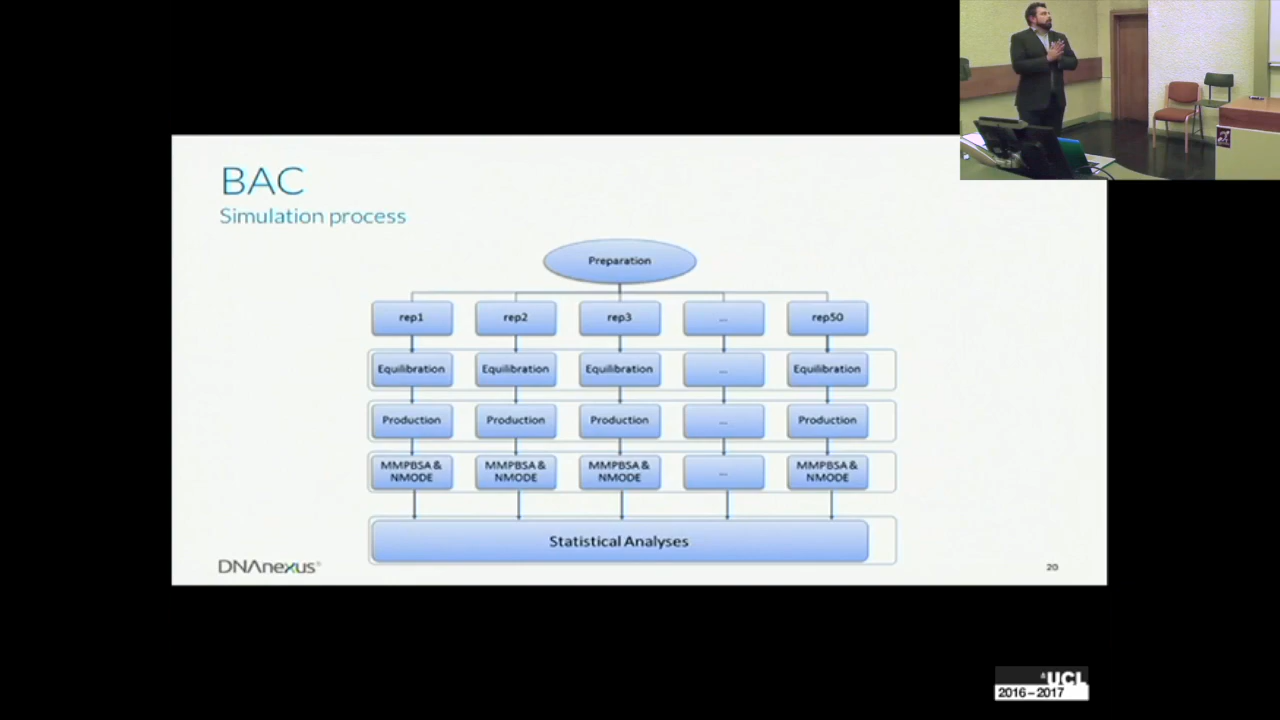 BAC
Simulation process
Preparation
rep1 rep2 rep3 ... rep50
Equilibration Equilibration Equilibration ... Equilibration
Production Production Production ... Production
MMPBSA & MMPBSA & MMPBSA & ... MMPBSA &
NMODE NMODE NMODE NMODE
Statistical Analyses
DNAnexus®
20
UCL
2016–2017